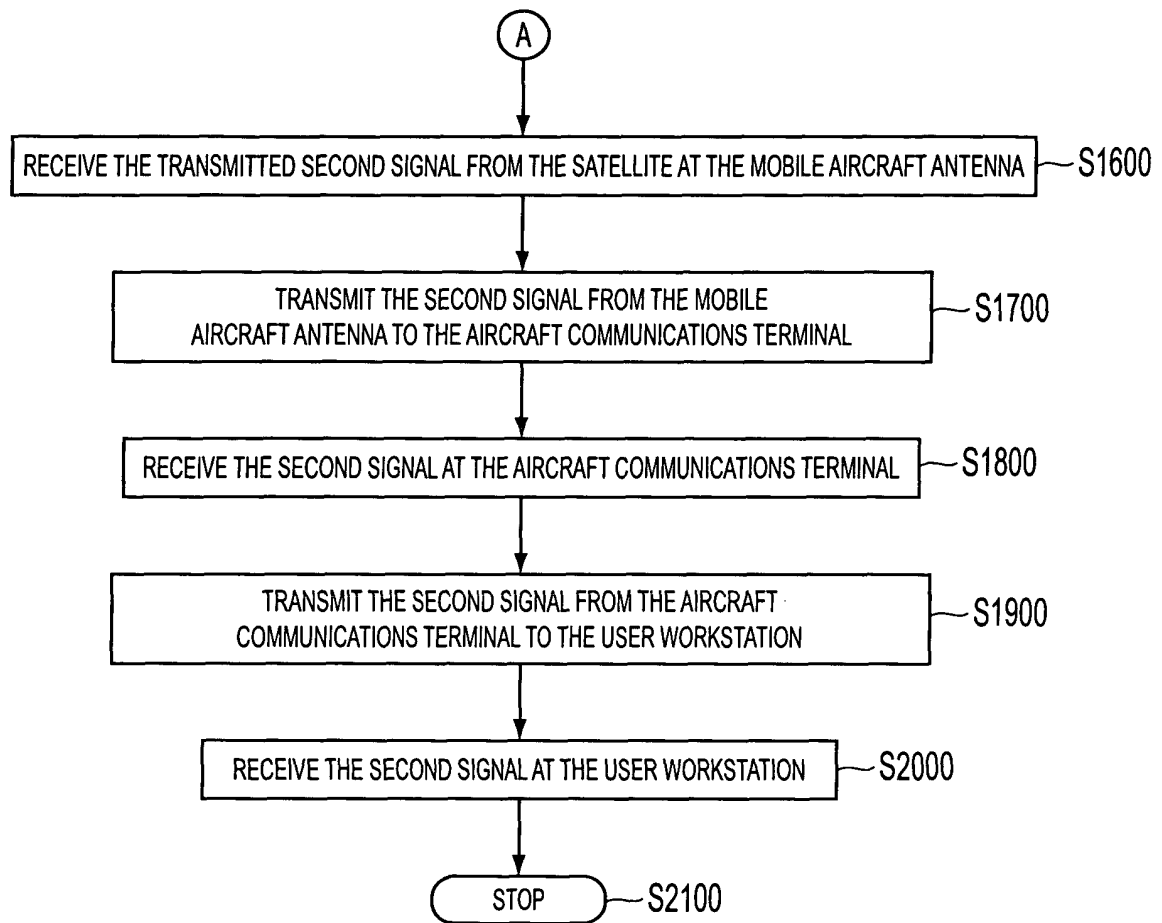 A
RECEIVE THE TRANSMITTED SECOND SIGNAL FROM THE SATELLITE AT THE MOBILE AIRCRAFT ANTENNA
S1600
TRANSMIT THE SECOND SIGNAL FROM THE MOBILE
AIRCRAFT ANTENNA TO THE AIRCRAFT COMMUNICATIONS TERMINAL
S1700
RECEIVE THE SECOND SIGNAL AT THE AIRCRAFT COMMUNICATIONS TERMINAL
S1800
TRANSMIT THE SECOND SIGNAL FROM THE AIRCRAFT
COMMUNICATIONS TERMINAL TO THE USER WORKSTATION
S1900
RECEIVE THE SECOND SIGNAL AT THE USER WORKSTATION
S2000
STOP
S2100